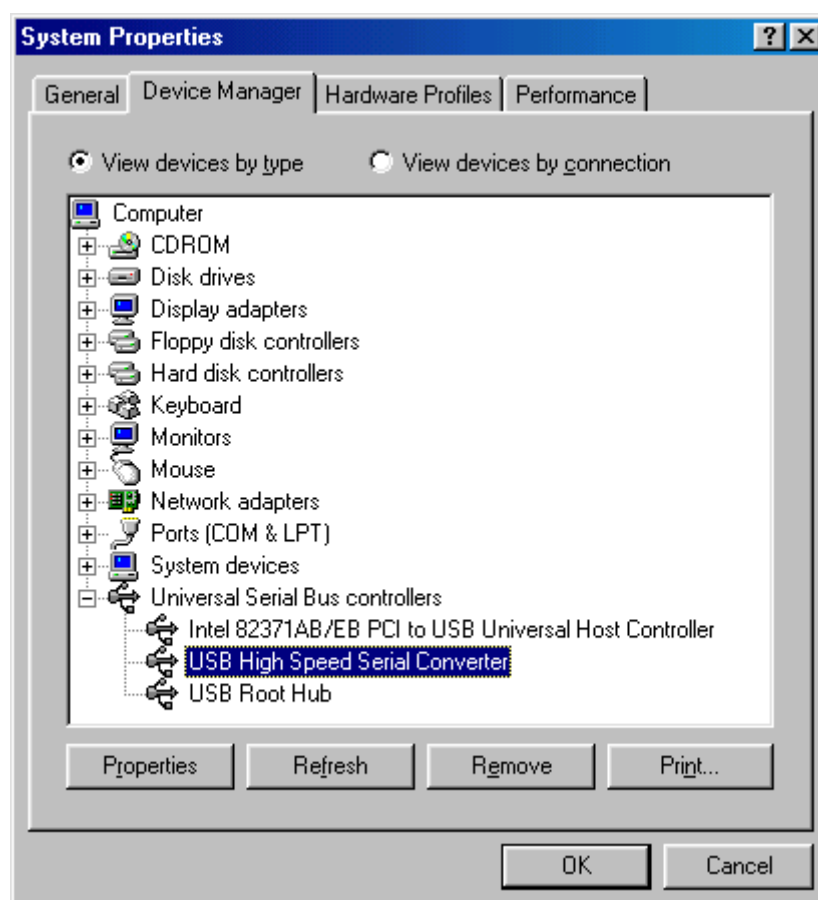 System Properties
General Device Manager Hardware Profiles Performance
View devices by type View devices by connection
Computer
CDROM
Disk drives
Display adapters
Floppy disk controllers
Hard disk controllers
Keyboard
Monitors
Mouse
Network adapters
Ports (COM & LPT)
System devices
Universal Serial Bus controllers
Intel 82371AB/EB PCI to USB Universal Host Controller
USB High Speed Serial Converter
USB Root Hub
Properties Refresh Remove Print...
OK Cancel